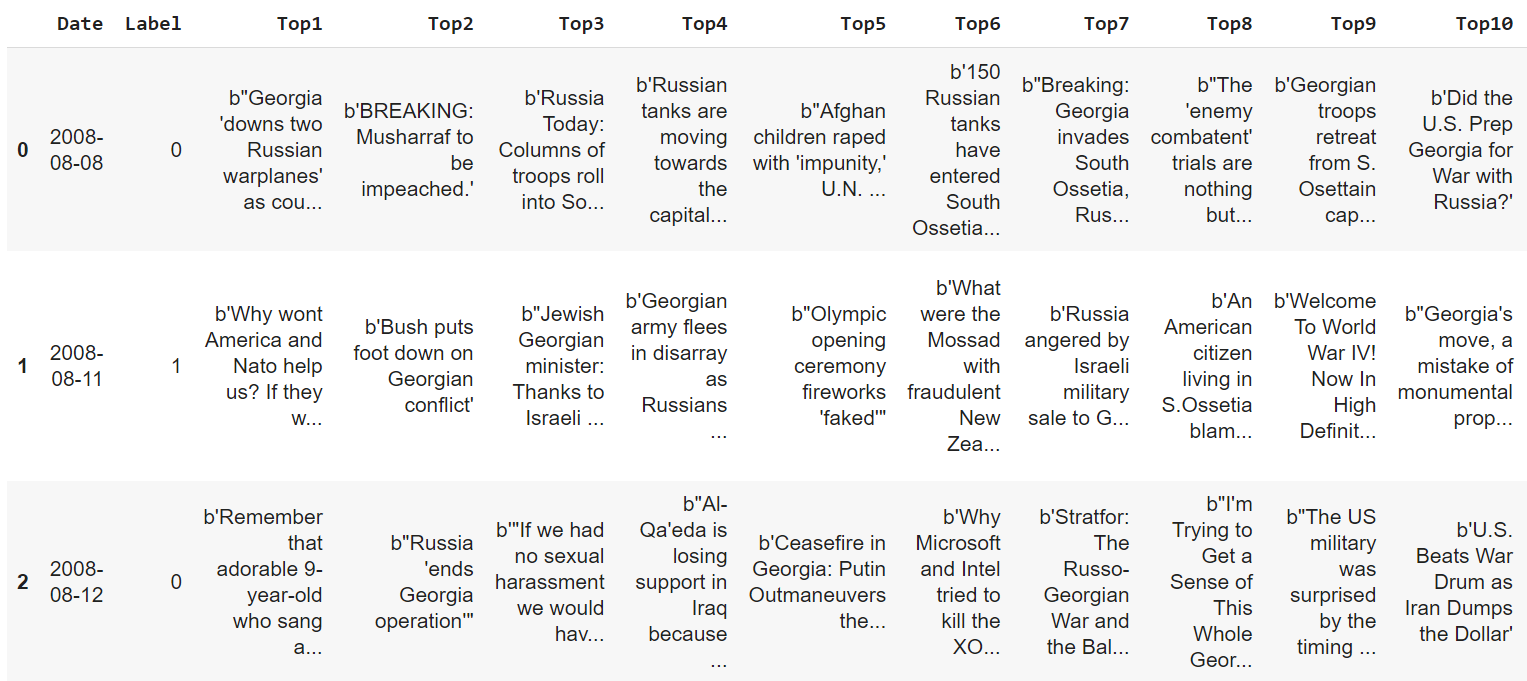 Date Label Top1 Top2 Top3 Top4 Top5 Top6 Top7 Top8 Top9 Top10
0
2008-
08-08
0
b"Georgia
'downs two
Russian
warplanes'
as cou...
b'BREAKING:
Musharraf to
be
impeached.'
b'Russia
Today:
Columns of
troops roll
into So...
b'Russian
tanks are
moving
towards
the
capital...
b"Afghan
children raped
with 'impunity,'
U.N. ...
b'150
Russian
tanks
have
entered
South
Ossetia...
b"Breaking:
Georgia
invades
South
Ossetia,
Rus...
b"The
'enemy
combatent'
trials are
nothing
but...
b'Georgian
troops
retreat
from S.
Osettain
cap...
b'Did the
U.S. Prep
Georgia for
War with
Russia?'
1
2008-
08-11
1
b'Why wont
America and
Nato help
us? If they
w...
b'Bush puts
foot down on
Georgian
conflict'
b"Jewish
Georgian
minister:
Thanks to
Israeli ...
b'Georgian
army flees
in disarray
as
Russians
...
b"Olympic
opening
ceremony
fireworks
'faked'"
b'What
were the
Mossad
with
fraudulent
New
Zea...
b'Russia
angered by
Israeli
military
sale to G...
b'An
American
citizen
living in
S.Ossetia
blam...
b'Welcome
To World
War IV!
Now In
High
Definit...
b"Georgia's
move, a
mistake of
monumental
prop...
2
2008-
08-12
0
b'Remember
that
adorable 9-
year-old
who sang
a...
b"Russia
'ends
Georgia
operation'"
b'"If we had
no sexual
harassment
we would
hav...
b"Al-
Qa'eda is
losing
support in
Iraq
because
...
b'Ceasefire in
Georgia: Putin
Outmaneuvers
the...
b'Why
Microsoft
and Intel
tried to
kill the
XO...
b'Stratfor:
The
Russo-
Georgian
War and
the Bal...
b"I'm
Trying to
Get a
Sense of
This
Whole
Geor...
b"The US
military
was
surprised
by the
timing ...
b'U.S.
Beats War
Drum as
Iran Dumps
the Dollar'